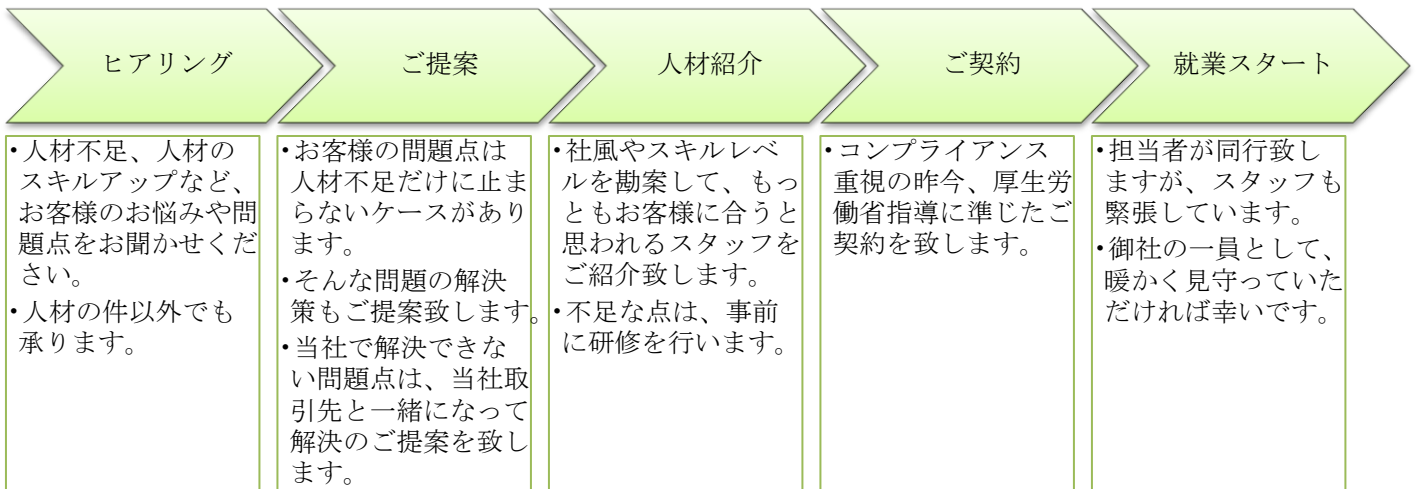 ヒアリング
ご提案
人材紹介
ご契約
就業スタート
・人材不足、人材の
スキルアップなど、
お客様のお悩みや問
題点をお聞かせくだ
さい。
・人材の件以外でも
承ります。
・お客様の問題点は
人材不足だけに止ま
らないケースがあり
ます。
・そんな問題の解決
策もご提案致します。
・当社で解決できな
い問題点は、当社取
引先と一緒になって
解決のご提案を致し
ます。
・社風やスキルレベ
ルを勘案して、もっ
ともお客様に合うと
思われるスタッフを
ご紹介致します。
・不足な点は、事前
に研修を行います。
・コンプライアンス
重視の昨今、厚生労
働省指導に準じたご
契約を致します。
・担当者が同行致し
ますが、スタッフも
緊張しています。
・御社の一員として、
暖かく見守っていた
だければ幸いです。